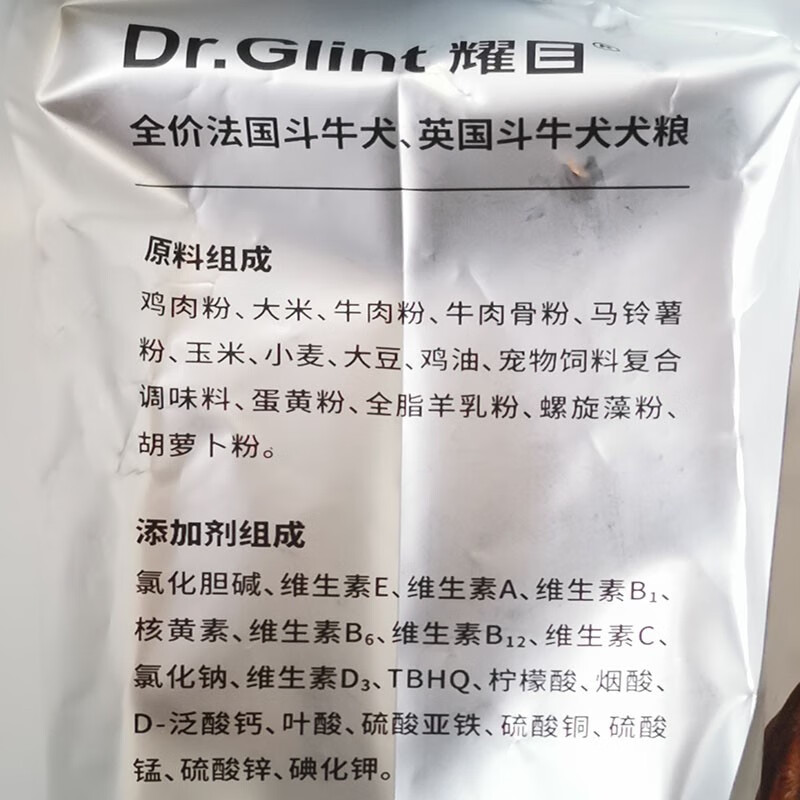 Dr.Glint 耀目®
全价法国斗牛犬、英国斗牛犬犬粮
原料组成
鸡肉粉、大米、牛肉粉、牛肉骨粉、马铃薯
粉、玉米、小麦、大豆、鸡油、宠物饲料复合
调味料、蛋黄粉、全脂羊乳粉、螺旋藻粉、
胡萝卜粉。
添加剂组成
氯化胆碱、维生素E、维生素A、维生素B₁、
核黄素、维生素B₆、维生素B₁₂、维生素C、
氯化钠、维生素D₃、TBHQ、柠檬酸、烟酸、
D-泛酸钙、叶酸、硫酸亚铁、硫酸铜、硫酸
锰、硫酸锌、碘化钾。